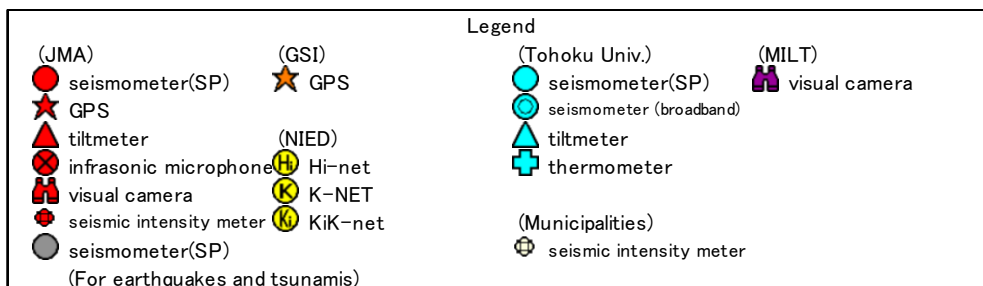 Legend
(JMA)
seismometer(SP)
GPS
tiltmeter
infrasonic microphone
visual camera
seismic intensity meter
seismometer(SP)
(For earthquakes and tsunamis)
(GSI)
GPS
(NIED)
Hi Hi-net
K K-NET
Ki KiK-net
(Tohoku Univ.)
seismometer(SP)
seismometer (broadband)
tiltmeter
thermometer
(Municipalities)
seismic intensity meter
(MILT)
visual camera